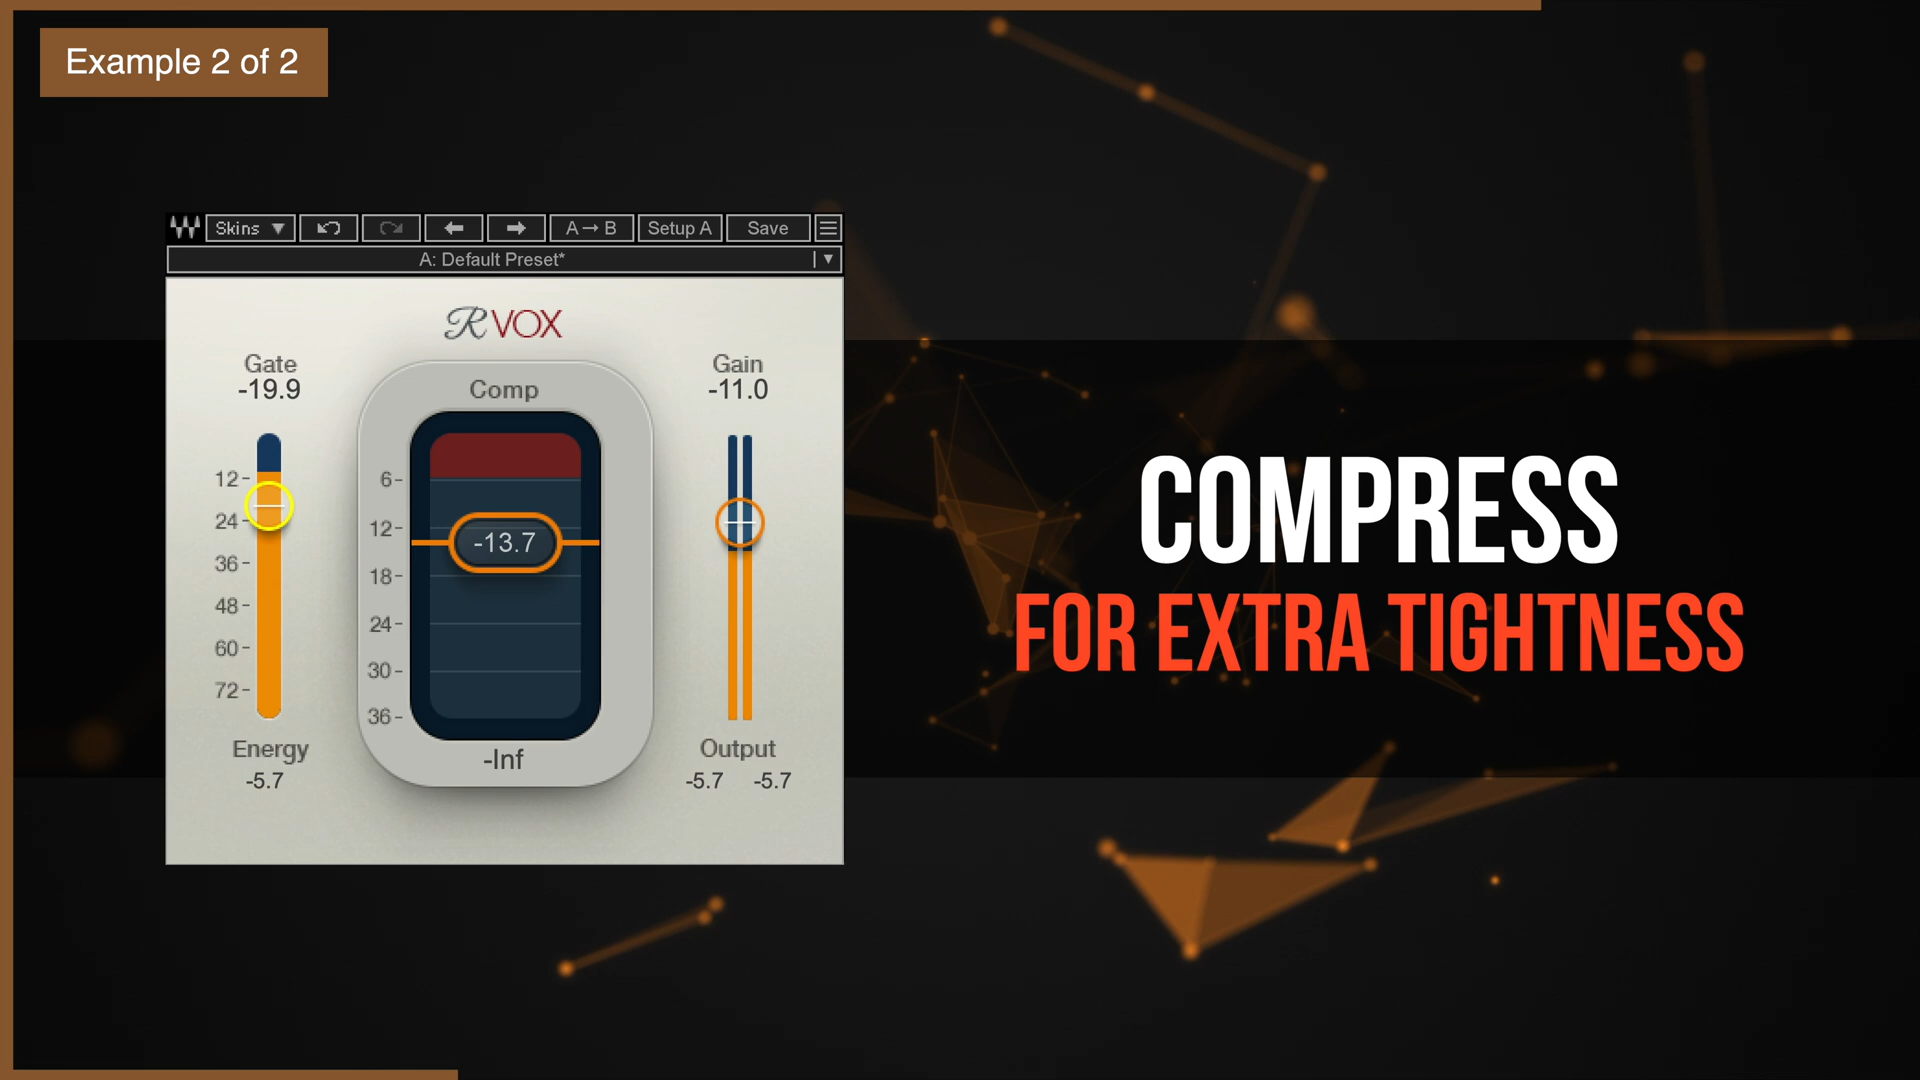 Example 2 of 2
Skins A→B Setup A Save
A: Default Preset*
RVOX
Gate
-19.9
Comp
Gain
-11.0
12
24
36
48
60
72
6
12
18
24
30
36
-13.7
-Inf
Energy
-5.7
Output
-5.7 -5.7
COMPRESS
FOR EXTRA TIGHTNESS